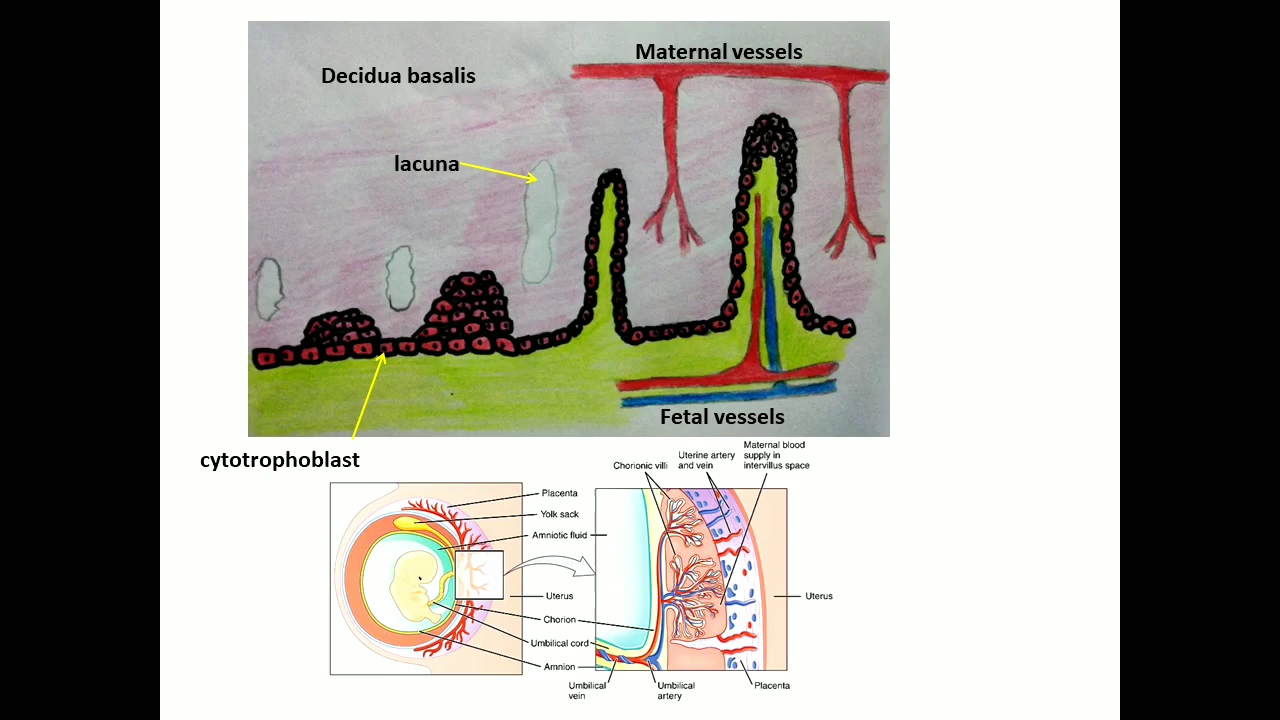 Maternal vessels
Decidua basalis
lacuna
Fetal vessels
cytotrophoblast
Maternal blood
supply in
intervillus space
Uterine artery
and vein
Chorionic villi
Placenta
Yolk sack
Amniotic fluid
Uterus
Uterus
Chorion
Umbilical cord
Amnion
Umbilical
vein
Umbilical
artery
Placenta